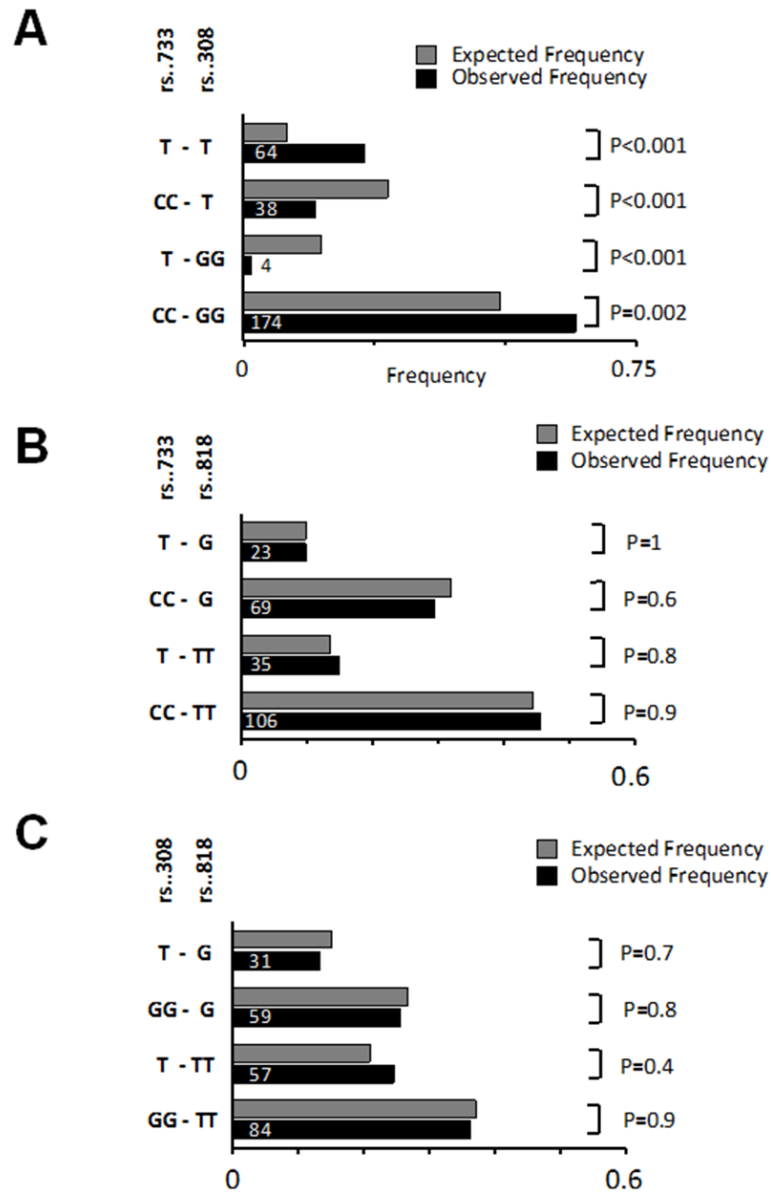 A
rs..733
rs..308
Expected Frequency
Observed Frequency
T - T
64
P<0.001
CC - T
38
P<0.001
T - GG
4
P<0.001
CC - GG
174
P=0.002
0
Frequency
0.75
B
rs..733
rs..818
Expected Frequency
Observed Frequency
T - G
23
P=1
CC - G
69
P=0.6
T - TT
35
P=0.8
CC - TT
106
P=0.9
0
0.6
C
rs..308
rs..818
Expected Frequency
Observed Frequency
T - G
31
P=0.7
GG - G
59
P=0.8
T - TT
57
P=0.4
GG - TT
84
P=0.9
0
0.6